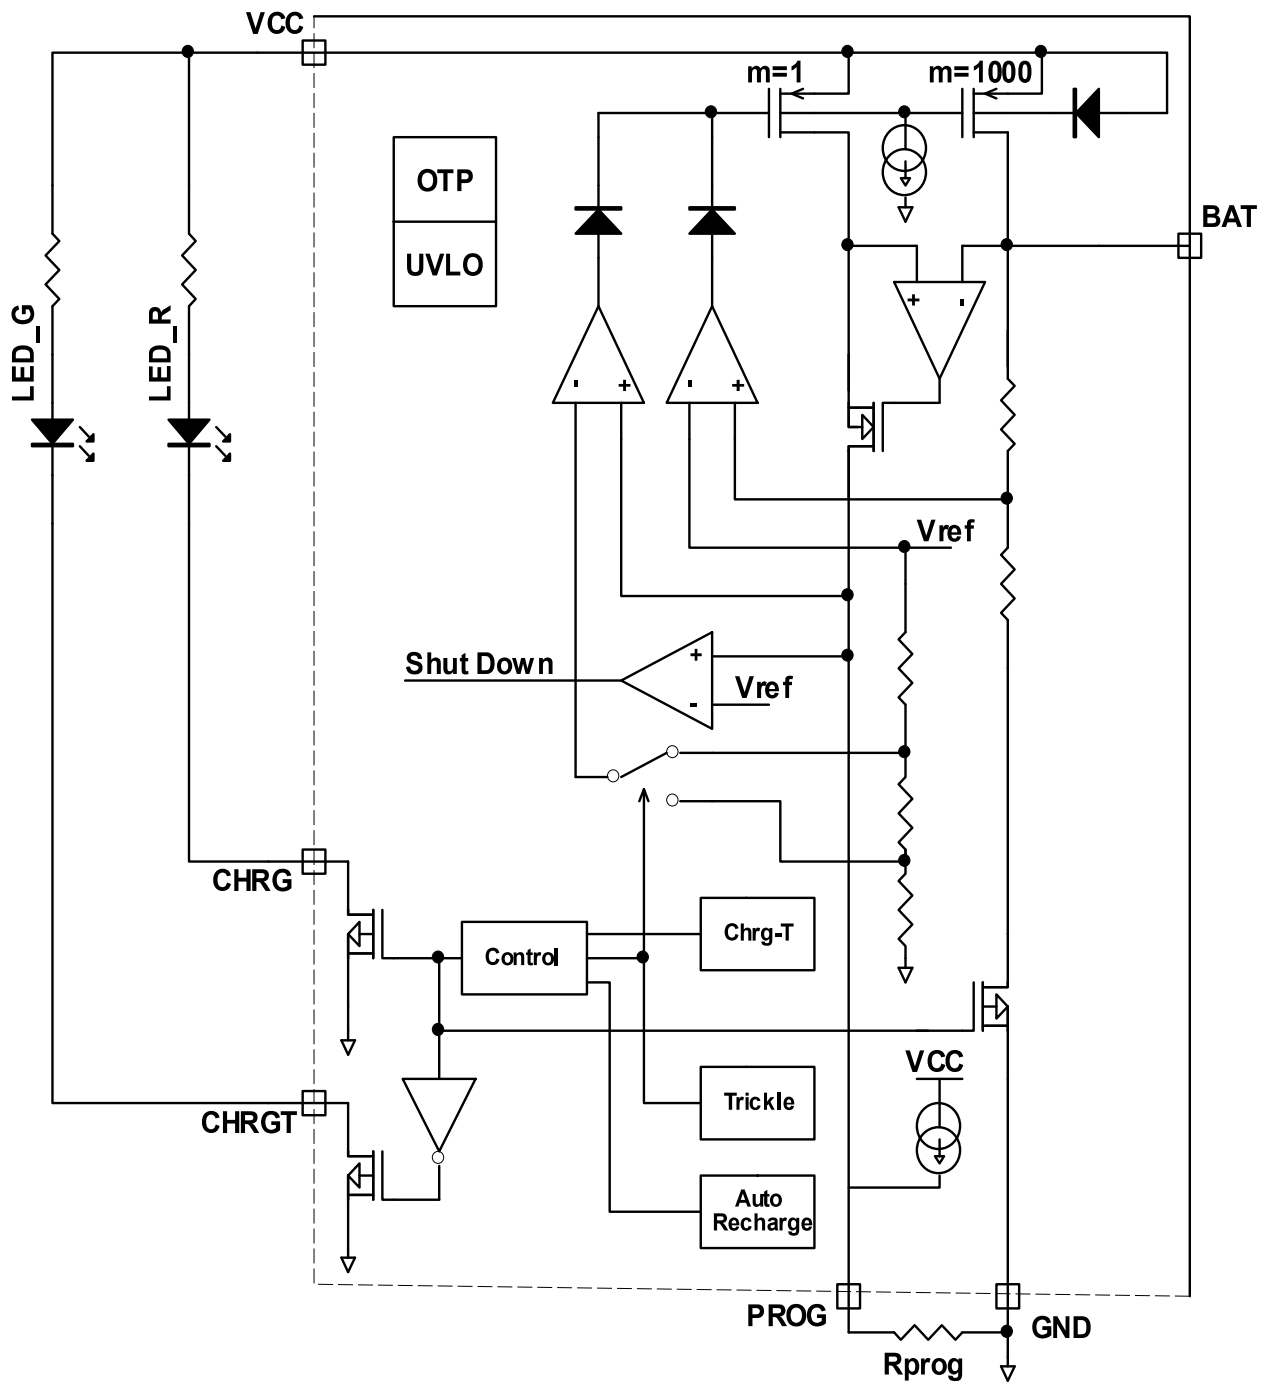 VCC
m=1
m=1000
OTP
BAT
UVLO
LED_G
LED_R
+
-
-
+
-
+
Vref
Shut Down
+
Vref
-
CHRG
Chrg-T
Control
VCC
Trickle
CHRGT
Auto
Recharge
PROG
GND
Rprog